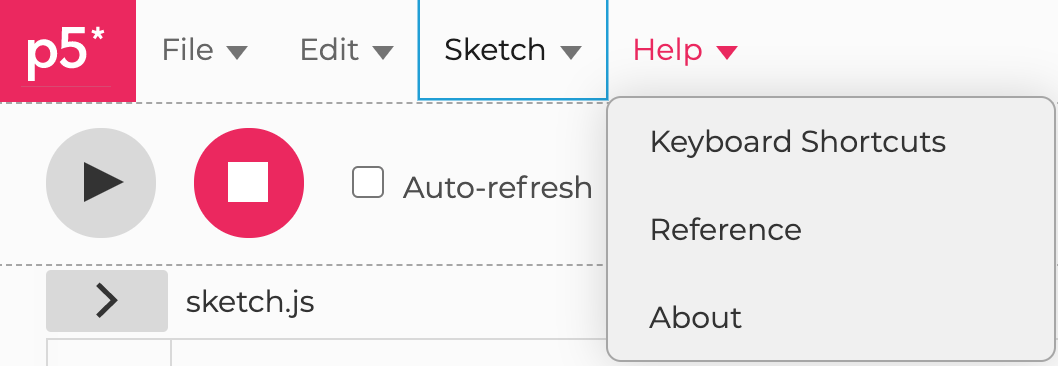 p5* File Edit Sketch Help
Keyboard Shortcuts
Auto-refresh
Reference
sketch.js
About